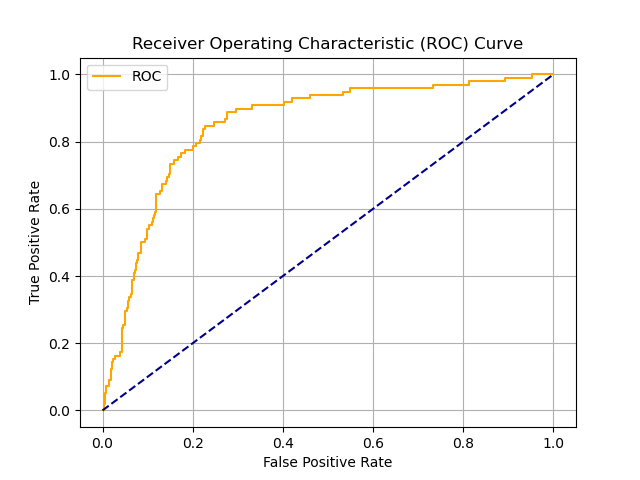 Receiver Operating Characteristic (ROC) Curve
ROC
1.0
0.8
0.6
0.4
0.2
0.0
True Positive Rate
0.0 0.2 0.4 0.6 0.8 1.0
False Positive Rate